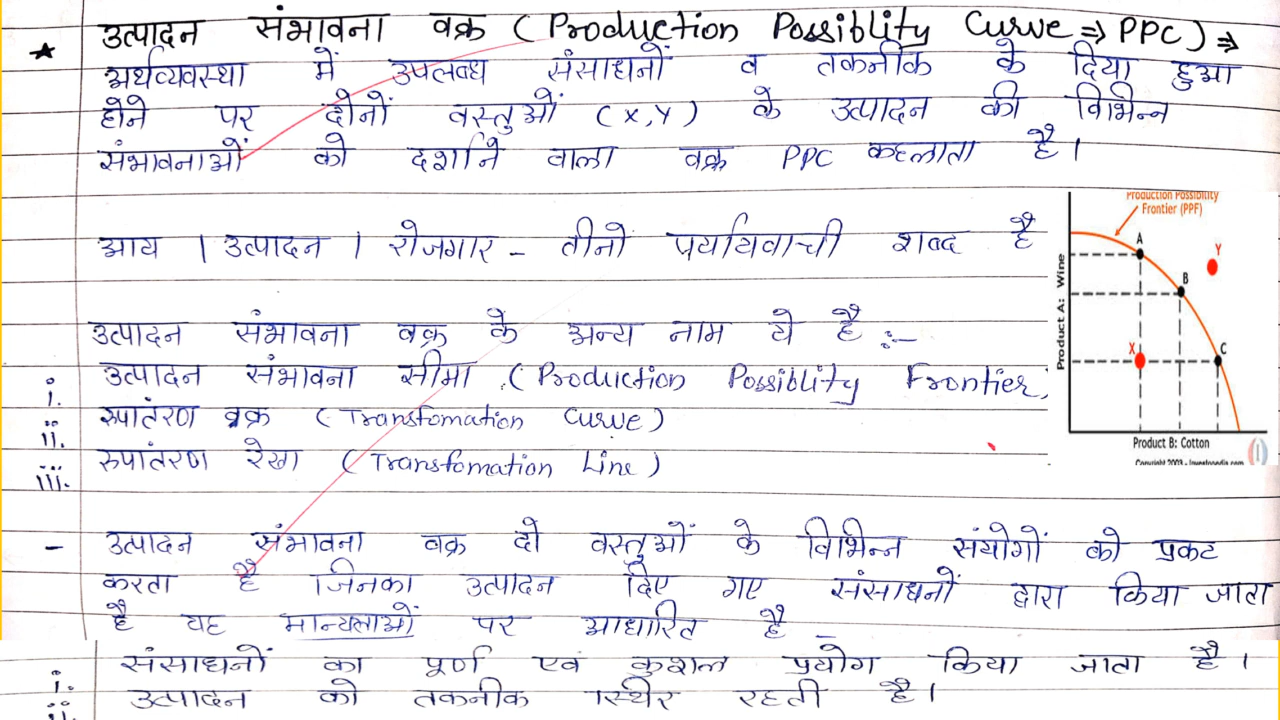 ★ उत्पादन संभावना वक्र (Production Possiblity Curve ⇒ PPC) ⇒
अर्थव्यवस्था में उपलब्ध संसाधनों व तकनीक के दिया हुआ
होने पर दोनों वस्तुओं (x,y) के उत्पादन की विभिन्न
संभावनाओं को दर्शाने वाला वक्र PPC कहलाता है।
आय / उत्पादन / रोजगार - तीनों पर्यायवाची शब्द है
उत्पादन संभावना वक्र के अन्य नाम ये है :-
i. उत्पादन संभावना सीमा (Production Possiblity Frontier)
ii. रूपांतरण वक्र (Transfomation Curve)
iii. रुपांतरण रेखा (Transfomation Line)
Production Possibility
Frontier (PPF)
A
Y
B
X
C
Product A: Wine
Product B: Cotton
Copyright 2003 - Investopedia.com
- उत्पादन संभावना वक्र दो वस्तुओं के विभिन्न संयोगों को प्रकट
करता है जिनका उत्पादन दिए गए संसाधनों द्वारा किया जाता
है यह मान्यताओं पर आधारित है -
i. संसाधनों का पूर्ण एवं कुशल प्रयोग किया जाता है।
ii. उत्पादन को तकनीक स्थिर रहती है।